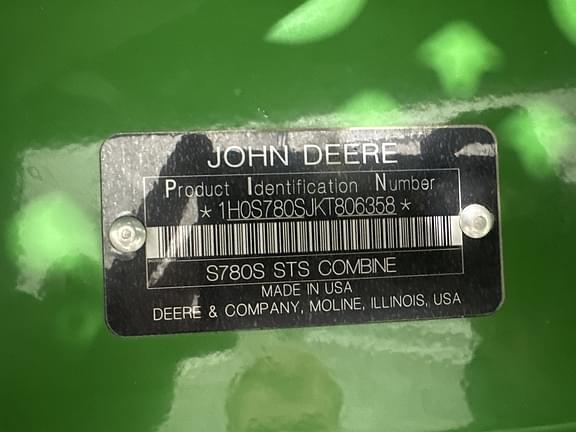 JOHN DEERE
Product Identification Number
*1H0S780SJKT806358*
S780S STS COMBINE
MADE IN USA
DEERE & COMPANY, MOLINE, ILLINOIS, USA